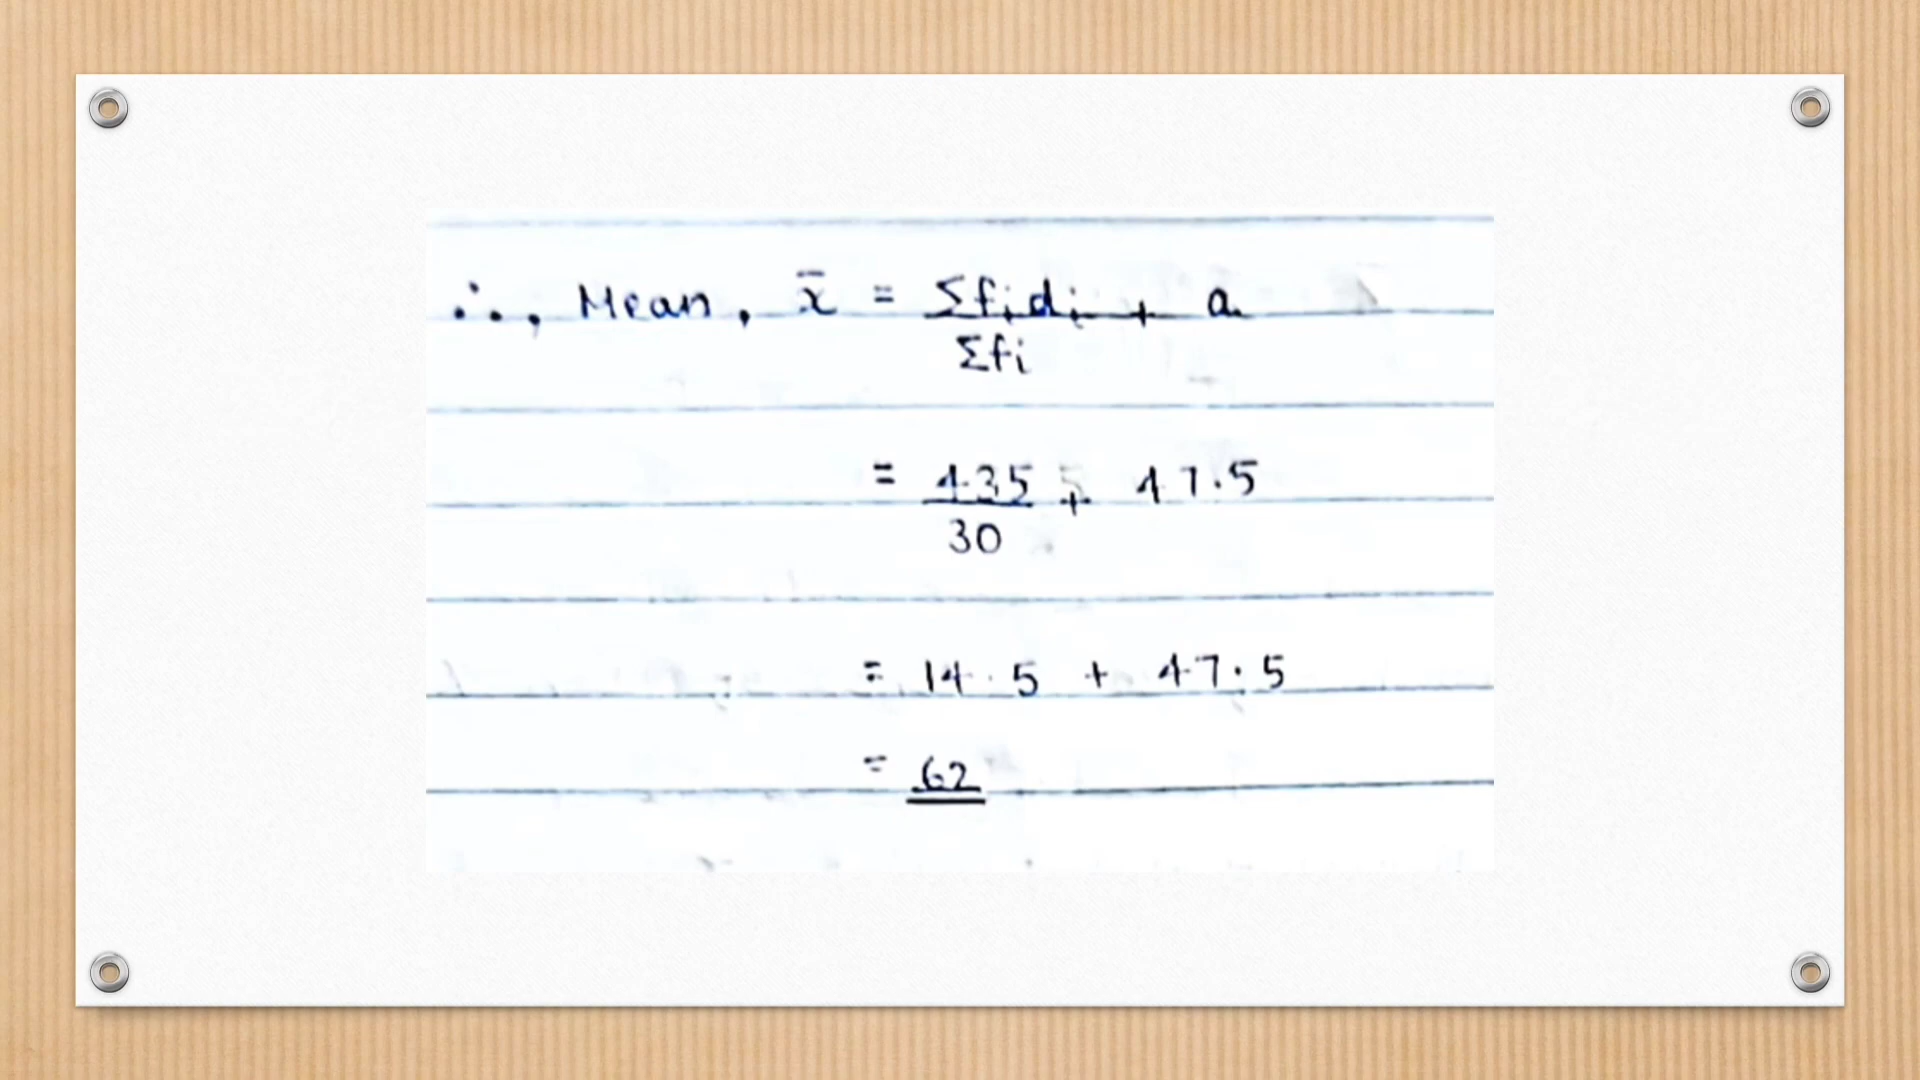 ∴, Mean, x̄ = Σfidi + a
Σfi
= 435 + 47.5
30
= 14.5 + 47.5
= 62